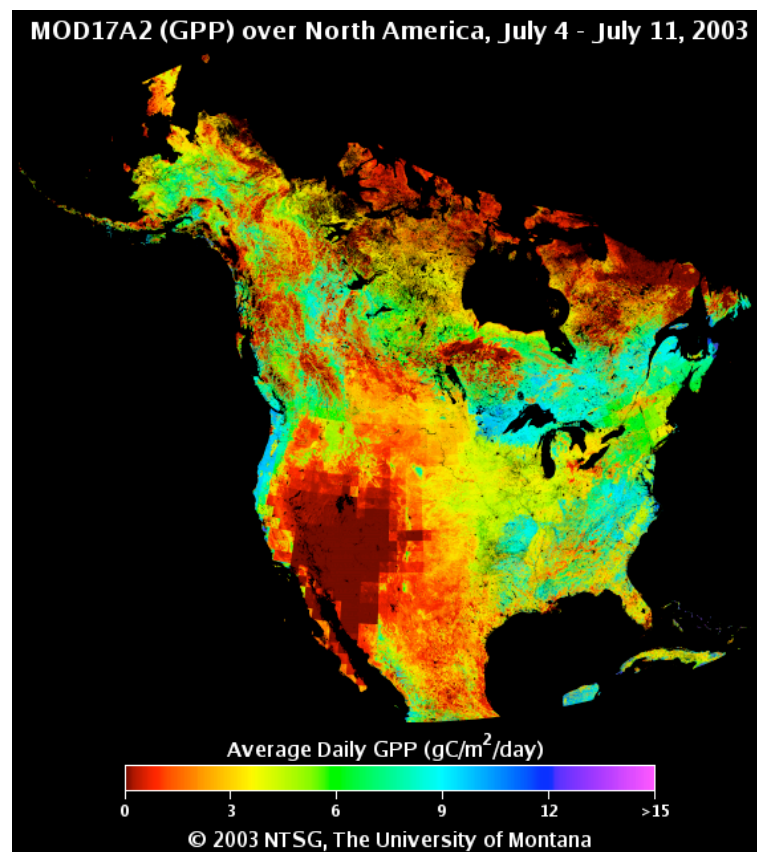 MOD17A2 (GPP) over North America, July 4 - July 11, 2003
Average Daily GPP (gC/m²/day)
0 3 6 9 12 >15
© 2003 NTSG, The University of Montana